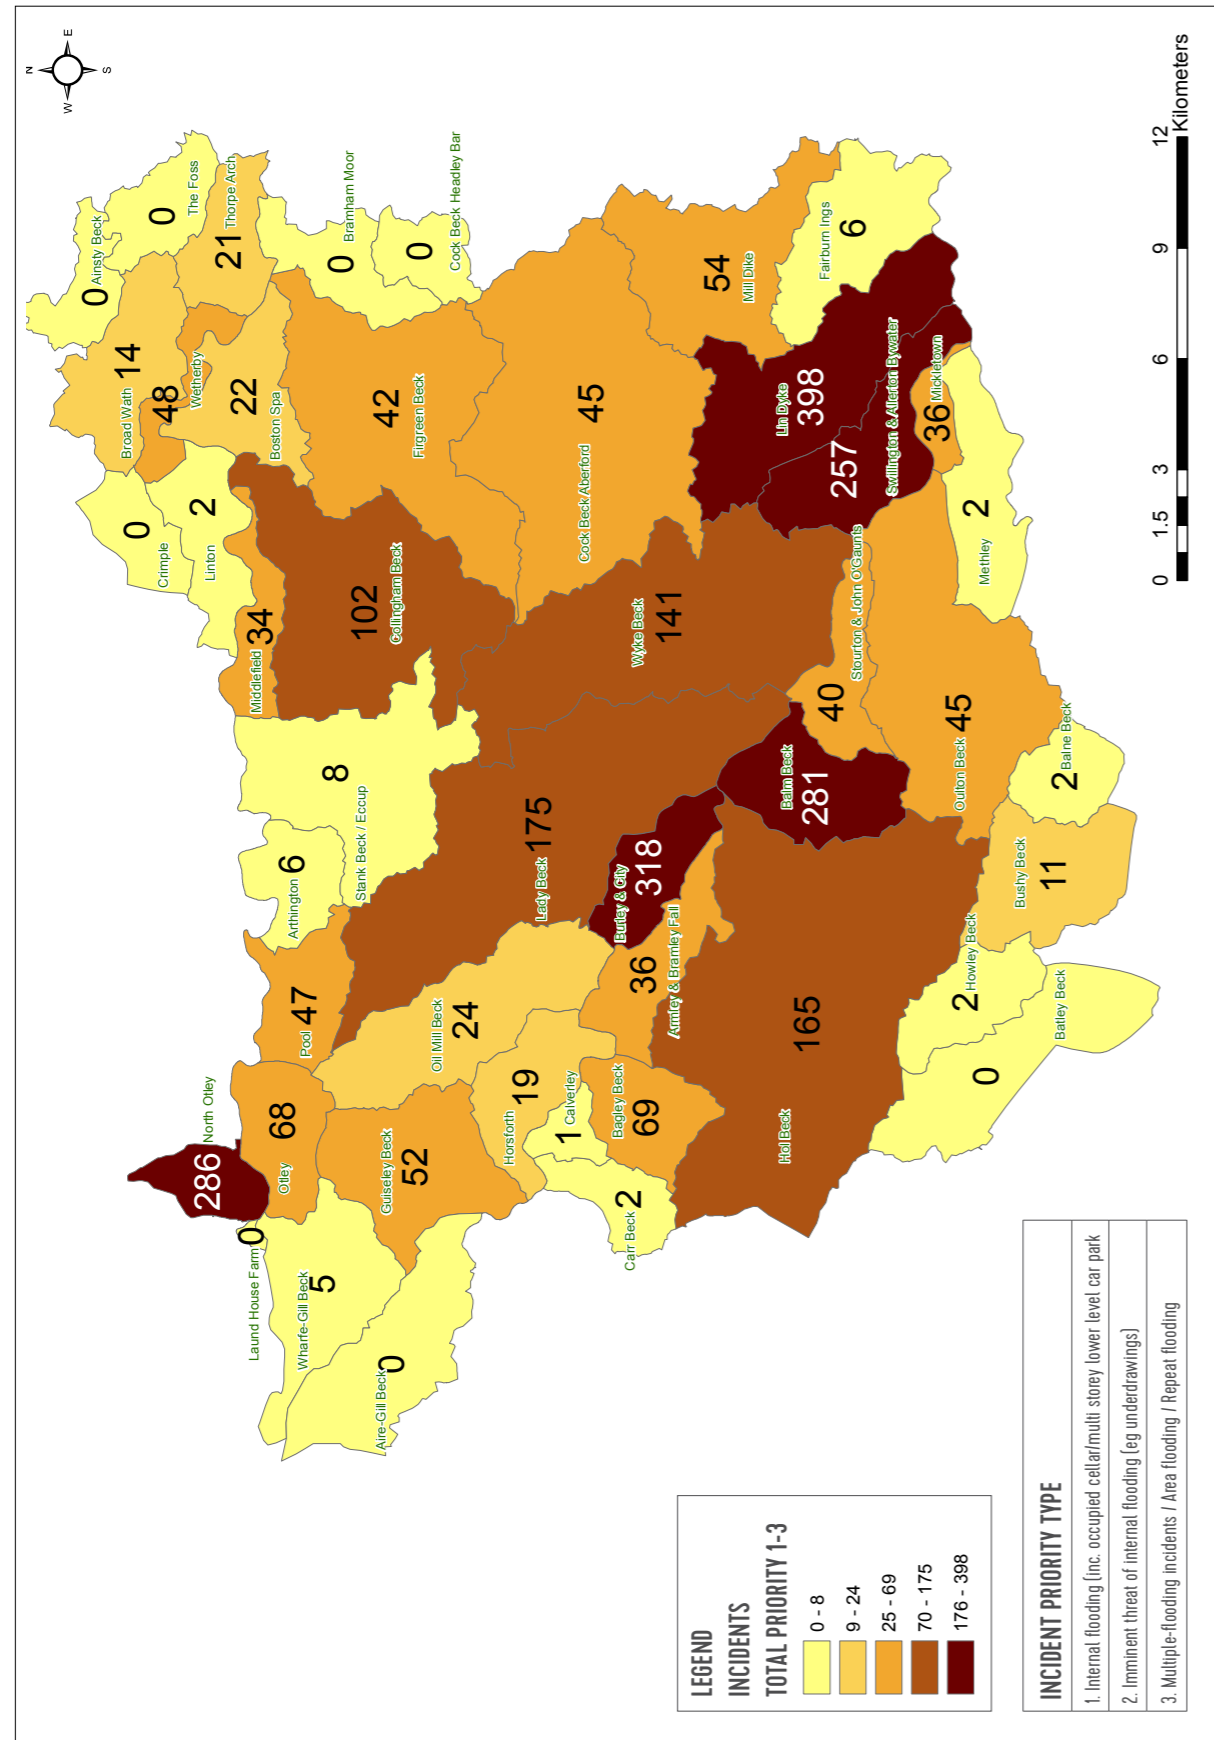 N
W
E
S
Ainsty Beck
0
The Foss
0
Thorpe Arch
21
Broad Wath
14
48
Wetherby
Boston Spa
22
Crimple
0
Linton
2
Bramham Moor
0
Cock Beck Headley Bar
0
Middlefield
34
Collingham Beck
102
Firgreen Beck
42
Cock Beck Aberford
45
Mill Dike
54
Fairburn Ings
6
Lin Dyke
398
257
Swillington & Allerton Bywater
Mickletown
36
Methley
2
Stank Beck / Eccup
8
Arthington
6
Pool
47
North Otley
286
Otley
68
Laund House Farm
0
Wharfe-Gill Beck
5
Aire-Gill Beck
0
Guiseley Beck
52
Oil Mill Beck
24
Horsforth
19
Calverley
1
Carr Beck
2
Bagley Beck
69
Lady Beck
175
Wyke Beck
141
Burley & City
318
Armley & Bramley Fall
36
Balm Beck
281
Stourton & John O'Gaunts
40
Hol Beck
165
Oulton Beck
45
Balne Beck
2
Bushy Beck
11
Howley Beck
2
Batley Beck
0
LEGEND
INCIDENTS
TOTAL PRIORITY 1-3
0 - 8
9 - 24
25 - 69
70 - 175
176 - 398
INCIDENT PRIORITY TYPE
1. Internal flooding (inc. occupied cellar/multi storey lower level car park
2. Imminent threat of internal flooding (eg underdrawings)
3. Multiple-flooding incidents / Area flooding / Repeat flooding
0 1.5 3 6 9 12
Kilometers